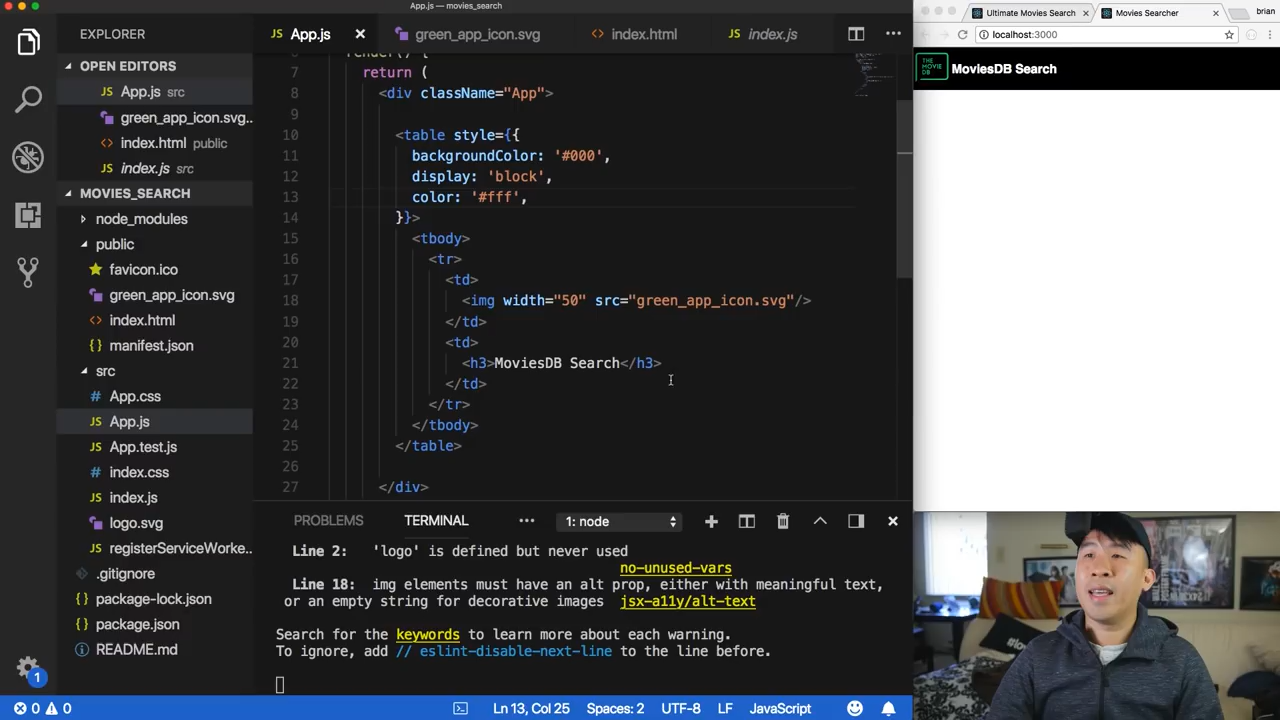 App.js — movies_search
EXPLORER
OPEN EDITORS
App.js src
green_app_icon.svg...
index.html public
index.js src
MOVIES_SEARCH
node_modules
public
favicon.ico
green_app_icon.svg
index.html
manifest.json
src
App.css
App.js
App.test.js
index.css
index.js
logo.svg
registerServiceWorke...
.gitignore
package-lock.json
package.json
README.md
1
App.js
green_app_icon.svg
index.html
index.js
7 return (
8 <div className="App">
9
10 <table style={{
11 backgroundColor: '#000',
12 display: 'block',
13 color: '#fff',
14 }}>
15 <tbody>
16 <tr>
17 <td>
18 <img width="50" src="green_app_icon.svg"/>
19 </td>
20 <td>
21 <h3>MoviesDB Search</h3>
22 </td>
23 </tr>
24 </tbody>
25 </table>
26
27 </div>
PROBLEMS TERMINAL ... 1: node
Line 2: 'logo' is defined but never used
no-unused-vars
Line 18: img elements must have an alt prop, either with meaningful text,
or an empty string for decorative images jsx-a11y/alt-text
Search for the keywords to learn more about each warning.
To ignore, add // eslint-disable-next-line to the line before.
0 0 Ln 13, Col 25 Spaces: 2 UTF-8 LF JavaScript
Ultimate Movies Search
Movies Searcher
brian
localhost:3000
THE
MOVIE
DB
MoviesDB Search